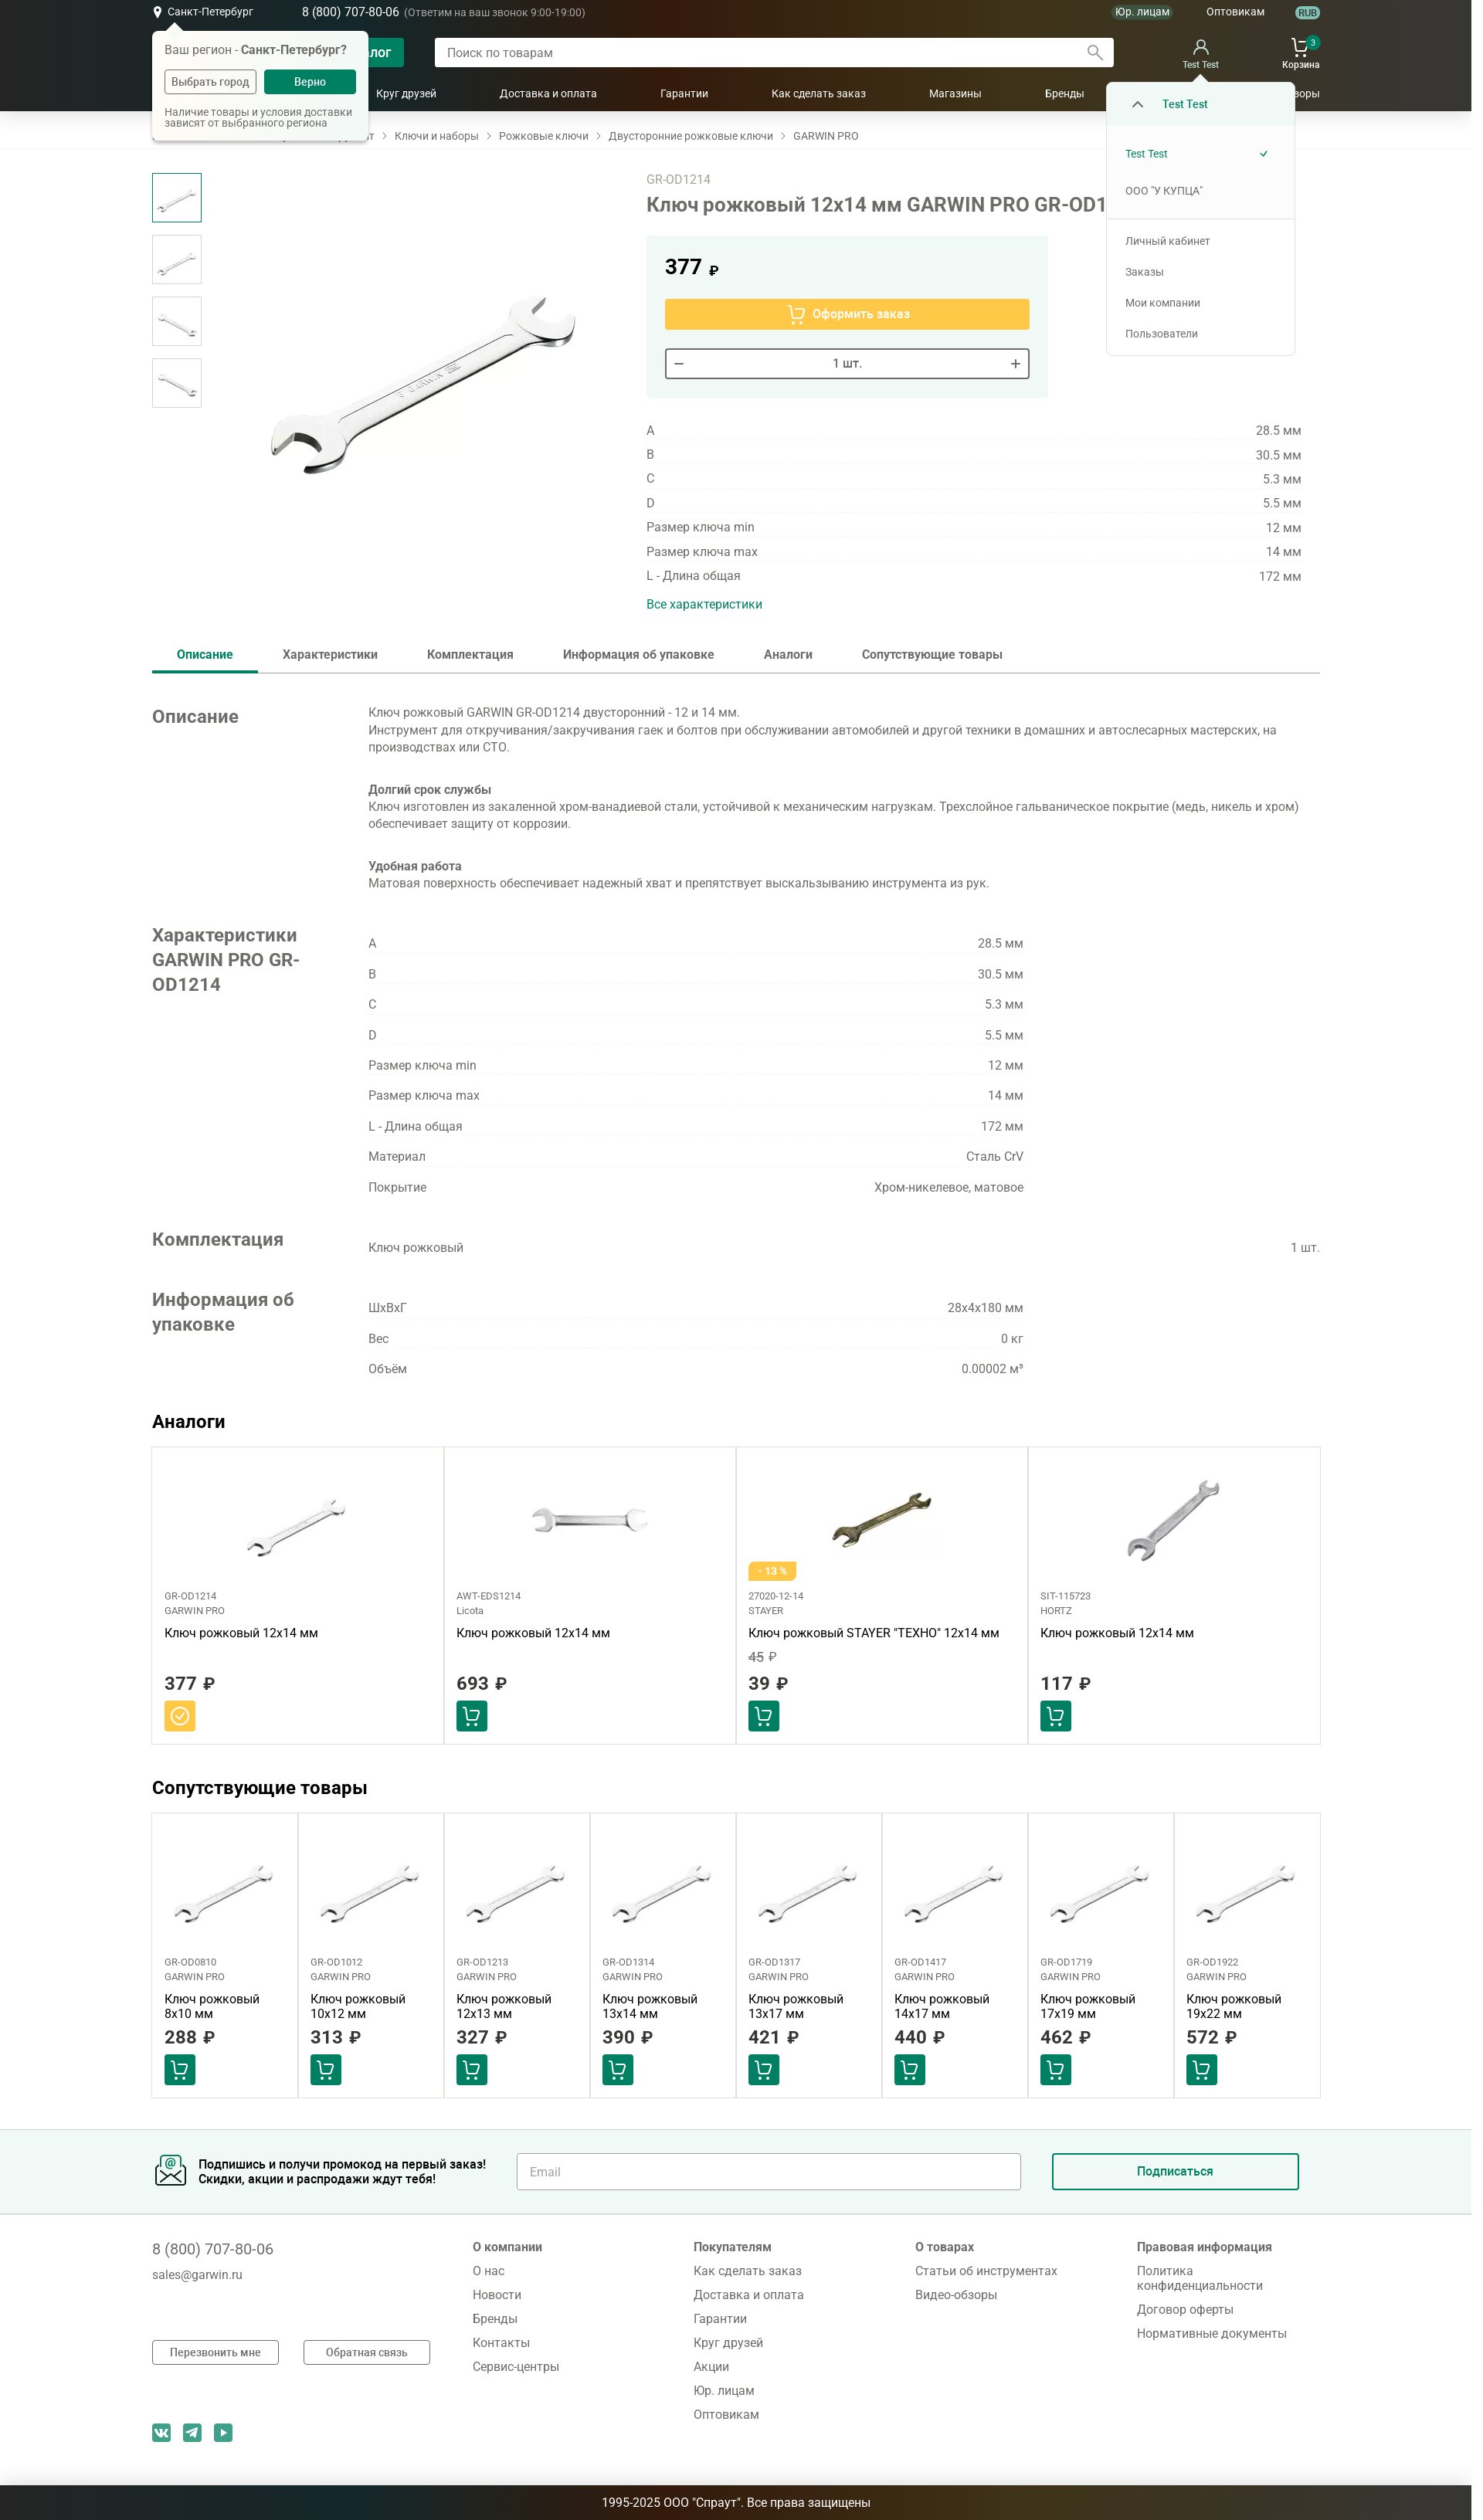 Санкт-Петербург
8 (800) 707-80-06 (Ответим на ваш звонок 9:00-19:00)
Юр. лицам
Оптовикам
RUB
Ваш регион - Санкт-Петербург?
Выбрать город
Верно
Наличие товары и условия доставки
зависят от выбранного региона
Поиск по товарам
Test Test
3
Корзина
Круг друзей
Доставка и оплата
Гарантии
Как сделать заказ
Магазины
Бренды
Test Test
Test Test
ООО "У КУПЦА"
Личный кабинет
Заказы
Мои компании
Пользователи
Ключи и наборы
Рожковые ключи
Двусторонние рожковые ключи
GARWIN PRO
GR-OD1214
Ключ рожковый 12х14 мм GARWIN PRO
377 ₽
Оформить заказ
1 шт.
A 28.5 мм
B 30.5 мм
C 5.3 мм
D 5.5 мм
Размер ключа min 12 мм
Размер ключа max 14 мм
L - Длина общая 172 мм
Все характеристики
Описание
Характеристики
Комплектация
Информация об упаковке
Аналоги
Сопутствующие товары
Описание
Ключ рожковый GARWIN GR-OD1214 двусторонний - 12 и 14 мм.
Инструмент для откручивания/закручивания гаек и болтов при обслуживании автомобилей и другой техники в домашних и автослесарных мастерских, на
производствах или СТО.
Долгий срок службы
Ключ изготовлен из закаленной хром-ванадиевой стали, устойчивой к механическим нагрузкам. Трехслойное гальваническое покрытие (медь, никель и хром)
обеспечивает защиту от коррозии.
Удобная работа
Матовая поверхность обеспечивает надежный хват и препятствует выскальзыванию инструмента из рук.
Характеристики
GARWIN PRO GR-
OD1214
A 28.5 мм
B 30.5 мм
C 5.3 мм
D 5.5 мм
Размер ключа min 12 мм
Размер ключа max 14 мм
L - Длина общая 172 мм
Материал Сталь CrV
Покрытие Хром-никелевое, матовое
Комплектация
Ключ рожковый 1 шт.
Информация об
упаковке
ШхВхГ 28x4x180 мм
Вес 0 кг
Объём 0.00002 м³
Аналоги
GR-OD1214
GARWIN PRO
Ключ рожковый 12х14 мм
377 ₽
AWT-EDS1214
Licota
Ключ рожковый 12х14 мм
693 ₽
- 13 %
27020-12-14
STAYER
Ключ рожковый STAYER "ТЕХНО" 12х14 мм
45 ₽
39 ₽
SIT-115723
HORTZ
Ключ рожковый 12х14 мм
117 ₽
Сопутствующие товары
GR-OD0810
GARWIN PRO
Ключ рожковый
8х10 мм
288 ₽
GR-OD1012
GARWIN PRO
Ключ рожковый
10х12 мм
313 ₽
GR-OD1213
GARWIN PRO
Ключ рожковый
12х13 мм
327 ₽
GR-OD1314
GARWIN PRO
Ключ рожковый
13х14 мм
390 ₽
GR-OD1317
GARWIN PRO
Ключ рожковый
13х17 мм
421 ₽
GR-OD1417
GARWIN PRO
Ключ рожковый
14х17 мм
440 ₽
GR-OD1719
GARWIN PRO
Ключ рожковый
17х19 мм
462 ₽
GR-OD1922
GARWIN PRO
Ключ рожковый
19х22 мм
572 ₽
Подпишись и получи промокод на первый заказ!
Скидки, акции и распродажи ждут тебя!
Email
Подписаться
8 (800) 707-80-06
sales@garwin.ru
Перезвонить мне
Обратная связь
О компании
О нас
Новости
Бренды
Контакты
Сервис-центры
Покупателям
Как сделать заказ
Доставка и оплата
Гарантии
Круг друзей
Акции
Юр. лицам
Оптовикам
О товарах
Статьи об инструментах
Видео-обзоры
Правовая информация
Политика
конфиденциальности
Договор оферты
Нормативные документы
1995-2025 ООО "Спраут". Все права защищены